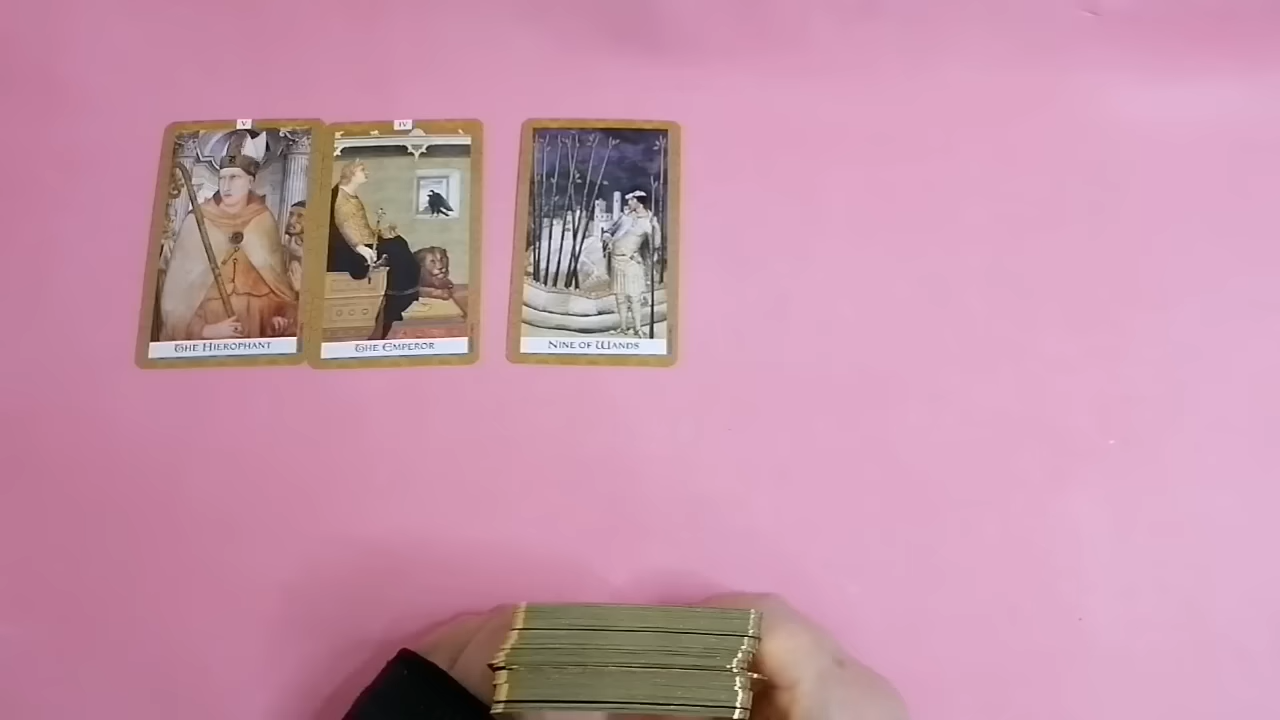 V
THE HIEROPHANT
IV
THE EMPEROR
NINE OF WANDS